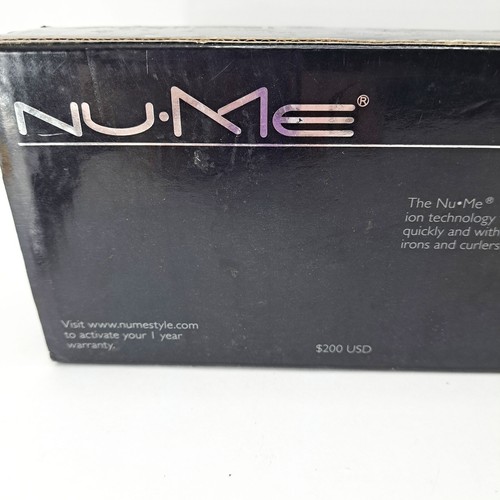 NU•ME®
The Nu•Me®
ion technology
quickly and with
irons and curlers
Visit www.numestyle.com
to activate your 1 year
warranty.
$200 USD